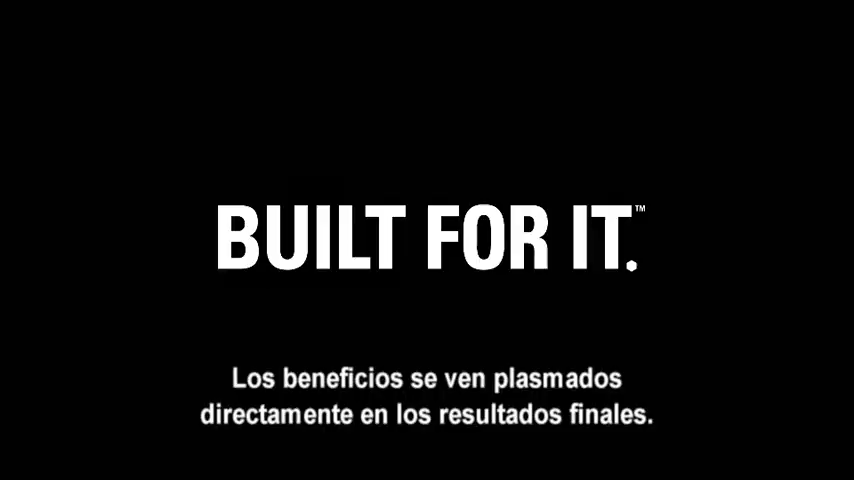 BUILT FOR IT.™
Los beneficios se ven plasmados
directamente en los resultados finales.